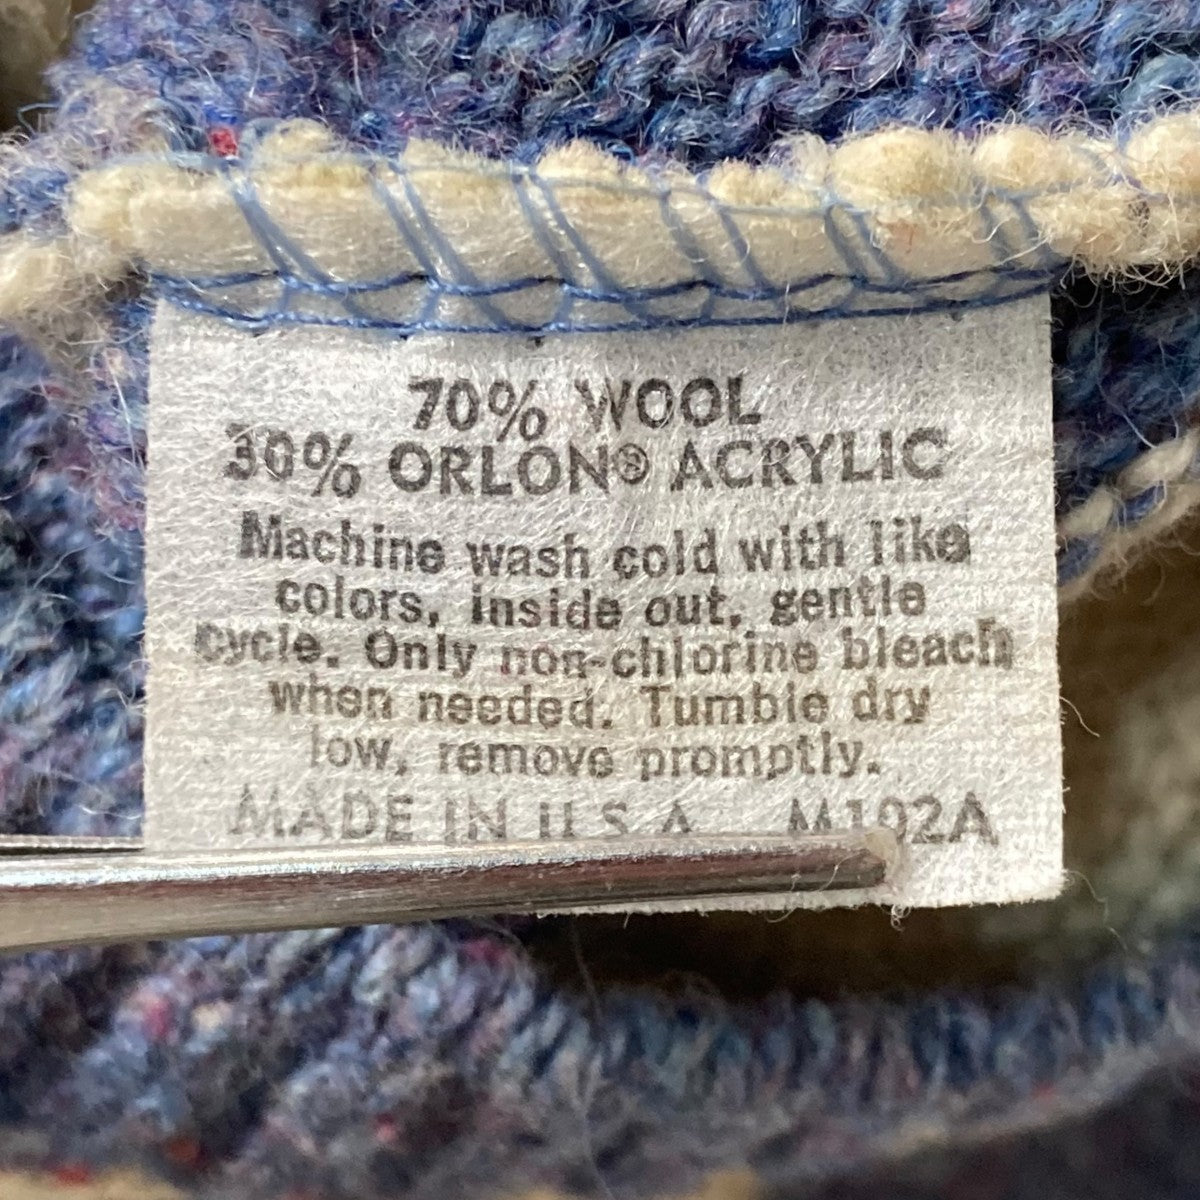 70% WOOL
30% ORLON® ACRYLIC
Machine wash cold with like
colors, inside out, gentle
cycle. Only non-chlorine bleach
when needed. Tumble dry
low, remove promptly.
MADE IN U.S.A. M102A